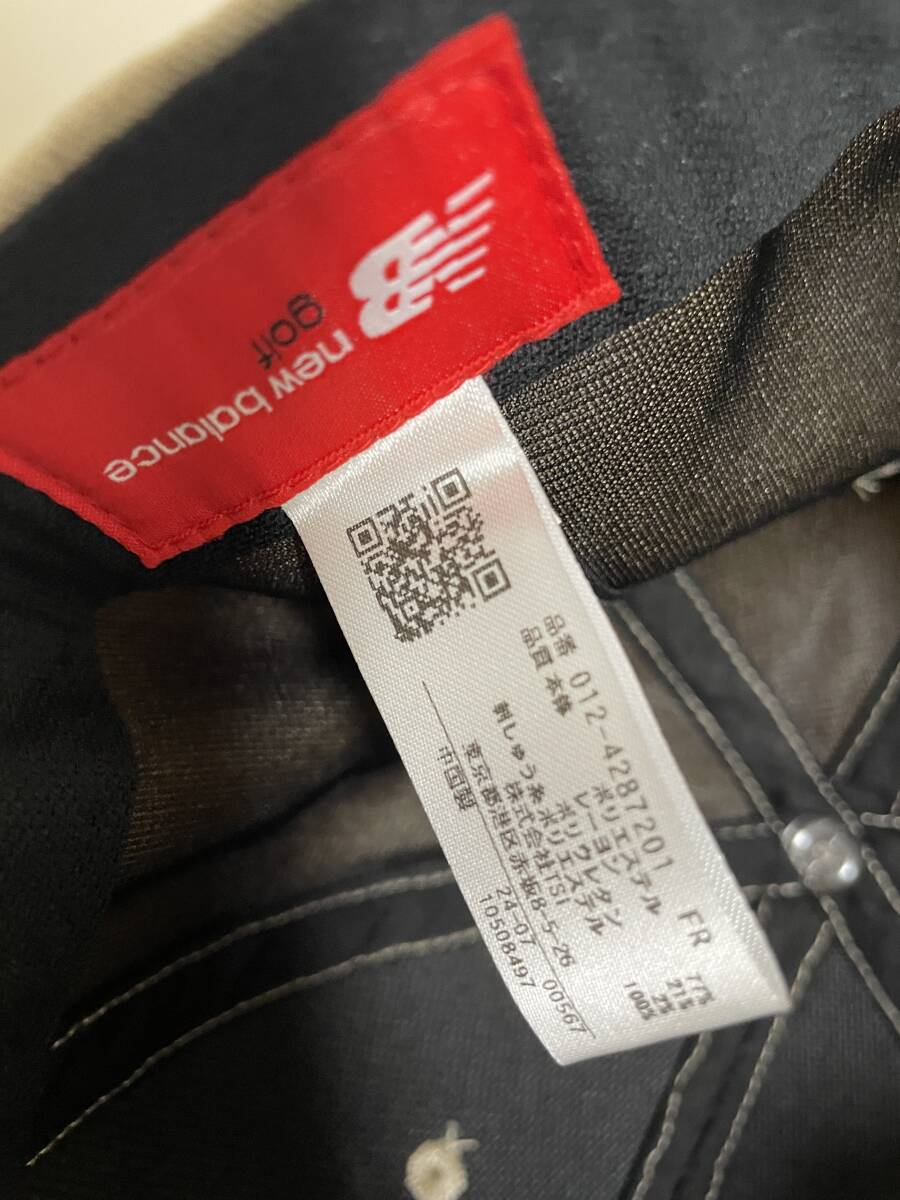 new balance
golf
品番 012-4287201 FR
品質 本体 ポリエステル 77%
レーヨン 21%
ポリウレタン 2%
刺しゅう糸 ポリエステル 100%
株式会社TSI
東京都港区赤坂8-5-26
中国製 24-07 00567
10508497